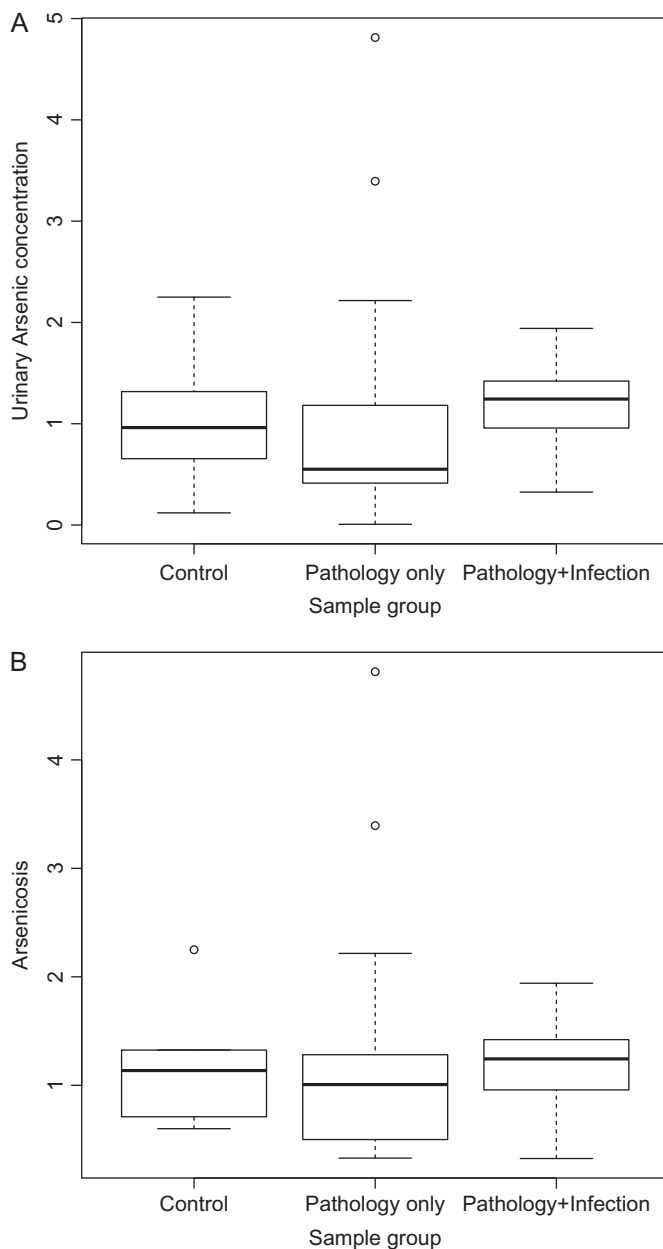 A
Urinary Arsenic concentration
5
4
3
2
1
0
Control Pathology only Pathology+Infection
Sample group
B
Arsenicosis
4
3
2
1
Control Pathology only Pathology+Infection
Sample group